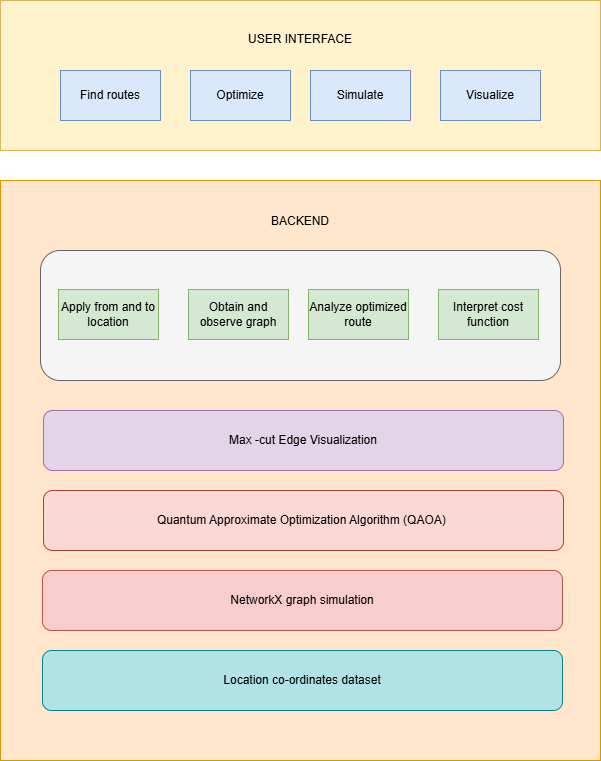 USER INTERFACE
Find routes
Optimize
Simulate
Visualize
BACKEND
Apply from and to
location
Obtain and
observe graph
Analyze optimized
route
Interpret cost
function
Max -cut Edge Visualization
Quantum Approximate Optimization Algorithm (QAOA)
NetworkX graph simulation
Location co-ordinates dataset